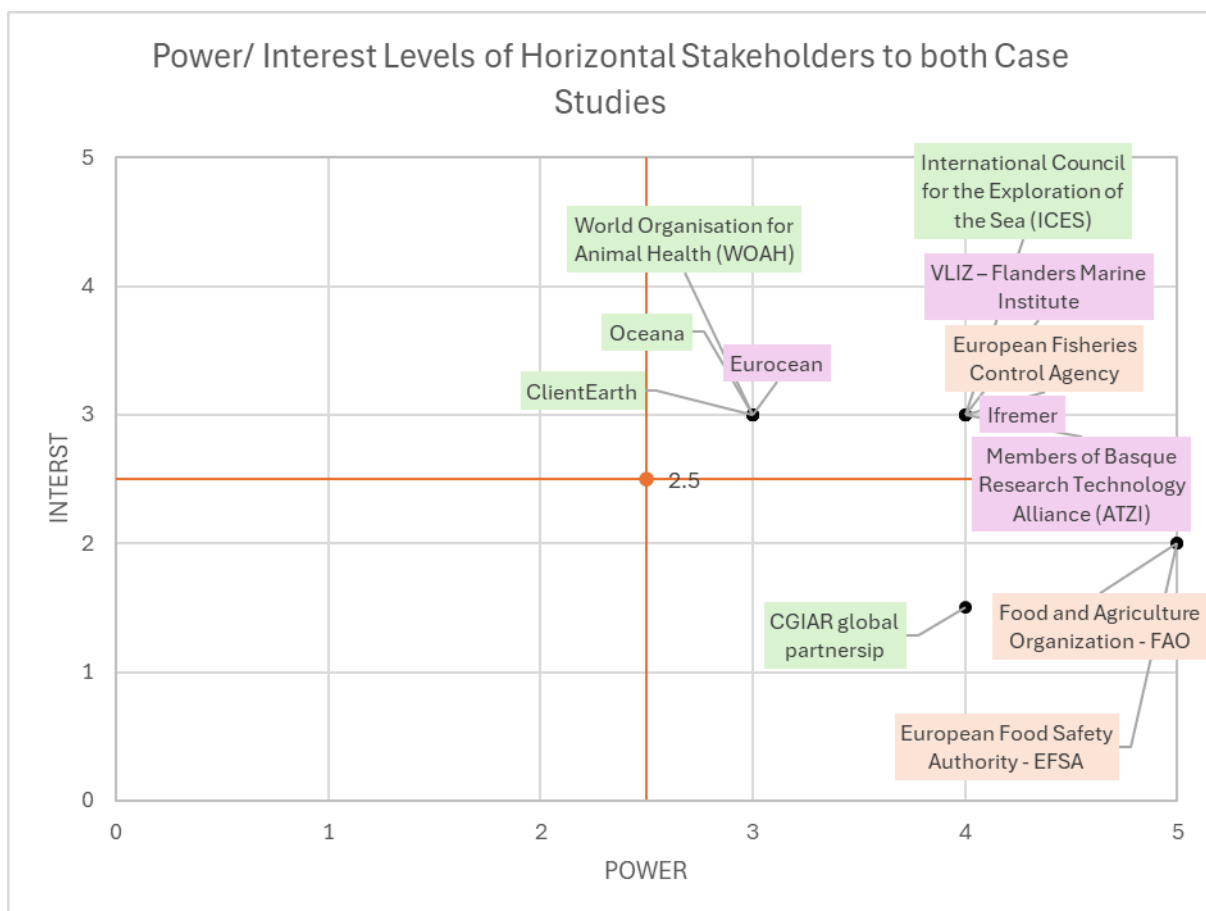 Power/ Interest Levels of Horizontal Stakeholders to both Case
Studies
5
4
3
2
1
0
INTERST
International Council
for the Exploration of
the Sea (ICES)
World Organisation for
Animal Health (WOAH)
VLIZ – Flanders Marine
Institute
Oceana
European Fisheries
Control Agency
Eurocean
ClientEarth
Ifremer
Members of Basque
Research Technology
Alliance (ATZI)
2.5
CGIAR global
partnersip
Food and Agriculture
Organization - FAO
European Food Safety
Authority - EFSA
0
1
2
3
4
5
POWER